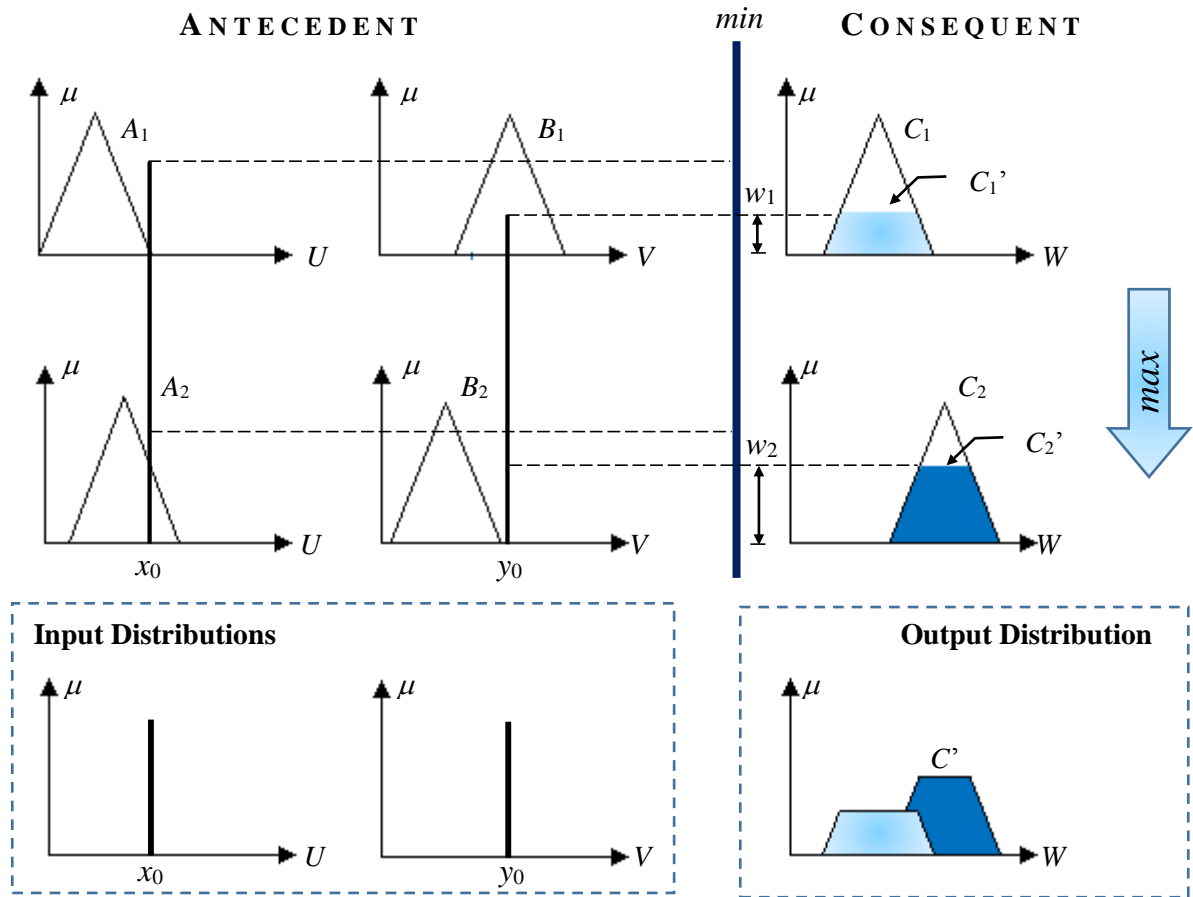 ANTECEDENT
min
CONSEQUENT
μ
A1
μ
B1
μ
C1
C1’
w1
U
V
W
μ
A2
μ
B2
μ
C2
C2’
w2
max
U
V
W
x0
y0
Input Distributions
Output Distribution
μ
μ
μ
C’
U
V
W
x0
y0